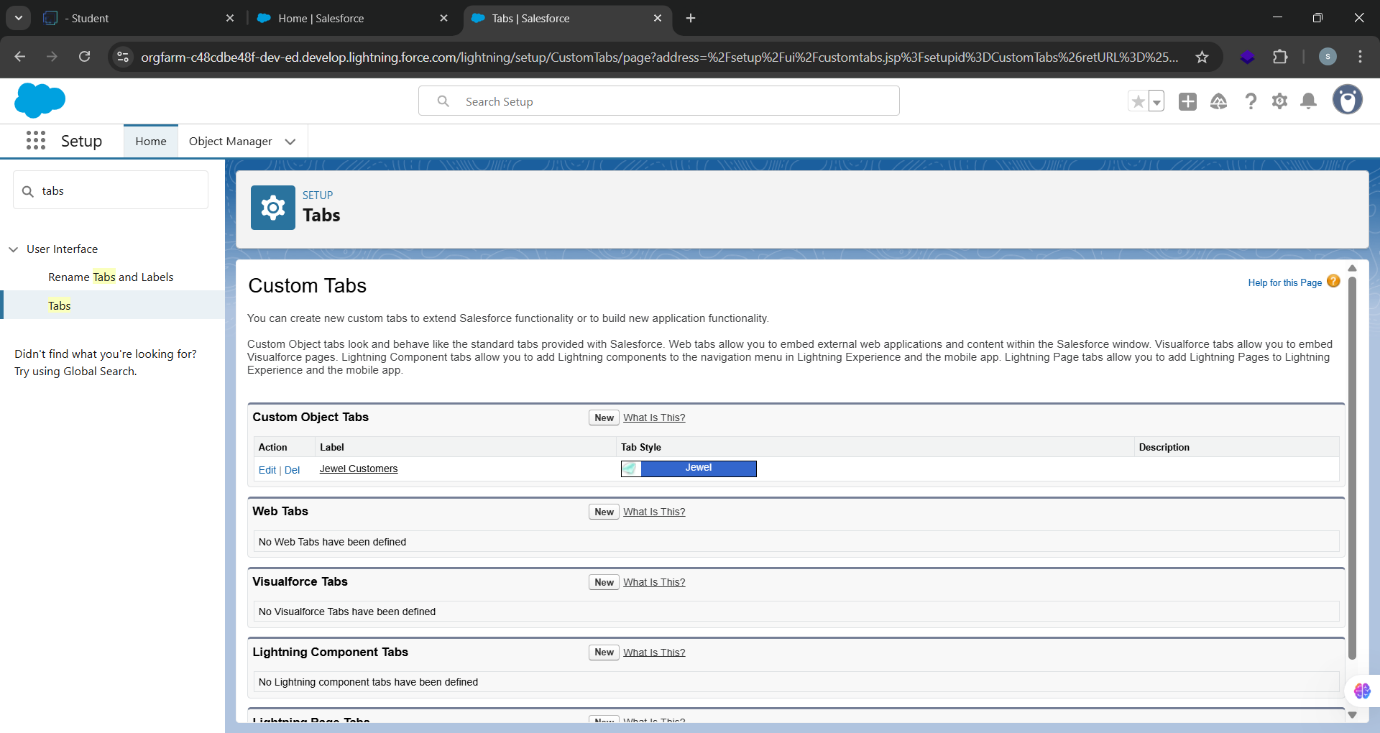 - Student
Home | Salesforce
Tabs | Salesforce
orgfarm-c48cdbe48f-dev-ed.develop.lightning.force.com/lightning/setup/CustomTabs/page?address=%2Fsetup%2Fui%2Fcustomtabs.jsp%3Fsetupid%3DCustomTabs%26retURL%3D%25...
S
Search Setup
Setup
Home
Object Manager
tabs
User Interface
Rename Tabs and Labels
Tabs
Didn't find what you're looking for?
Try using Global Search.
SETUP
Tabs
Custom Tabs
Help for this Page
You can create new custom tabs to extend Salesforce functionality or to build new application functionality.
Custom Object tabs look and behave like the standard tabs provided with Salesforce. Web tabs allow you to embed external web applications and content within the Salesforce window. Visualforce tabs allow you to embed
Visualforce pages. Lightning Component tabs allow you to add Lightning components to the navigation menu in Lightning Experience and the mobile app. Lightning Page tabs allow you to add Lightning Pages to Lightning
Experience and the mobile app.
Custom Object Tabs New What Is This?
Action Label Tab Style Description
Edit | Del Jewel Customers Jewel
Web Tabs New What Is This?
No Web Tabs have been defined
Visualforce Tabs New What Is This?
No Visualforce Tabs have been defined
Lightning Component Tabs New What Is This?
No Lightning component tabs have been defined
Lightning Page Tabs New What Is This?